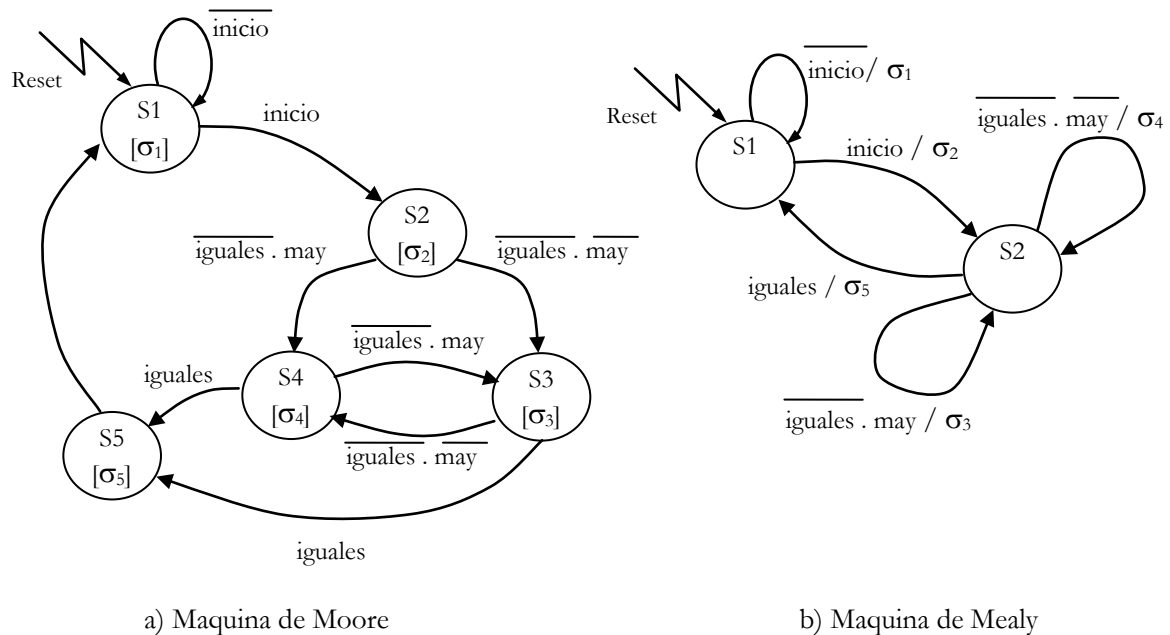 inicio
Reset
S1
[σ₁]
inicio
S2
[σ₂]
iguales . may
iguales . may
iguales . may
S4
[σ₄]
S3
[σ₃]
iguales
iguales . may
S5
[σ₅]
iguales
a) Maquina de Moore
inicio / σ₁
Reset
S1
iguales . may / σ₄
inicio / σ₂
S2
iguales / σ₅
iguales . may / σ₃
b) Maquina de Mealy